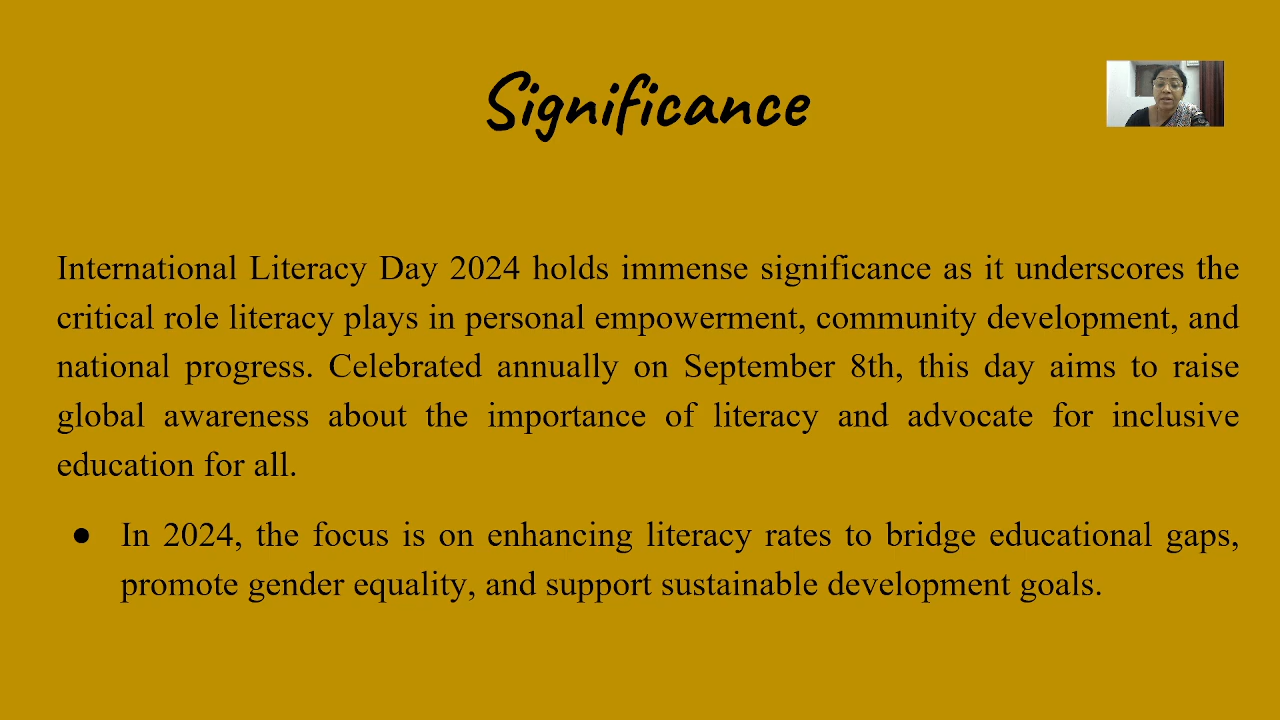 Significance
International Literacy Day 2024 holds immense significance as it underscores the
critical role literacy plays in personal empowerment, community development, and
national progress. Celebrated annually on September 8th, this day aims to raise
global awareness about the importance of literacy and advocate for inclusive
education for all.
● In 2024, the focus is on enhancing literacy rates to bridge educational gaps,
promote gender equality, and support sustainable development goals.